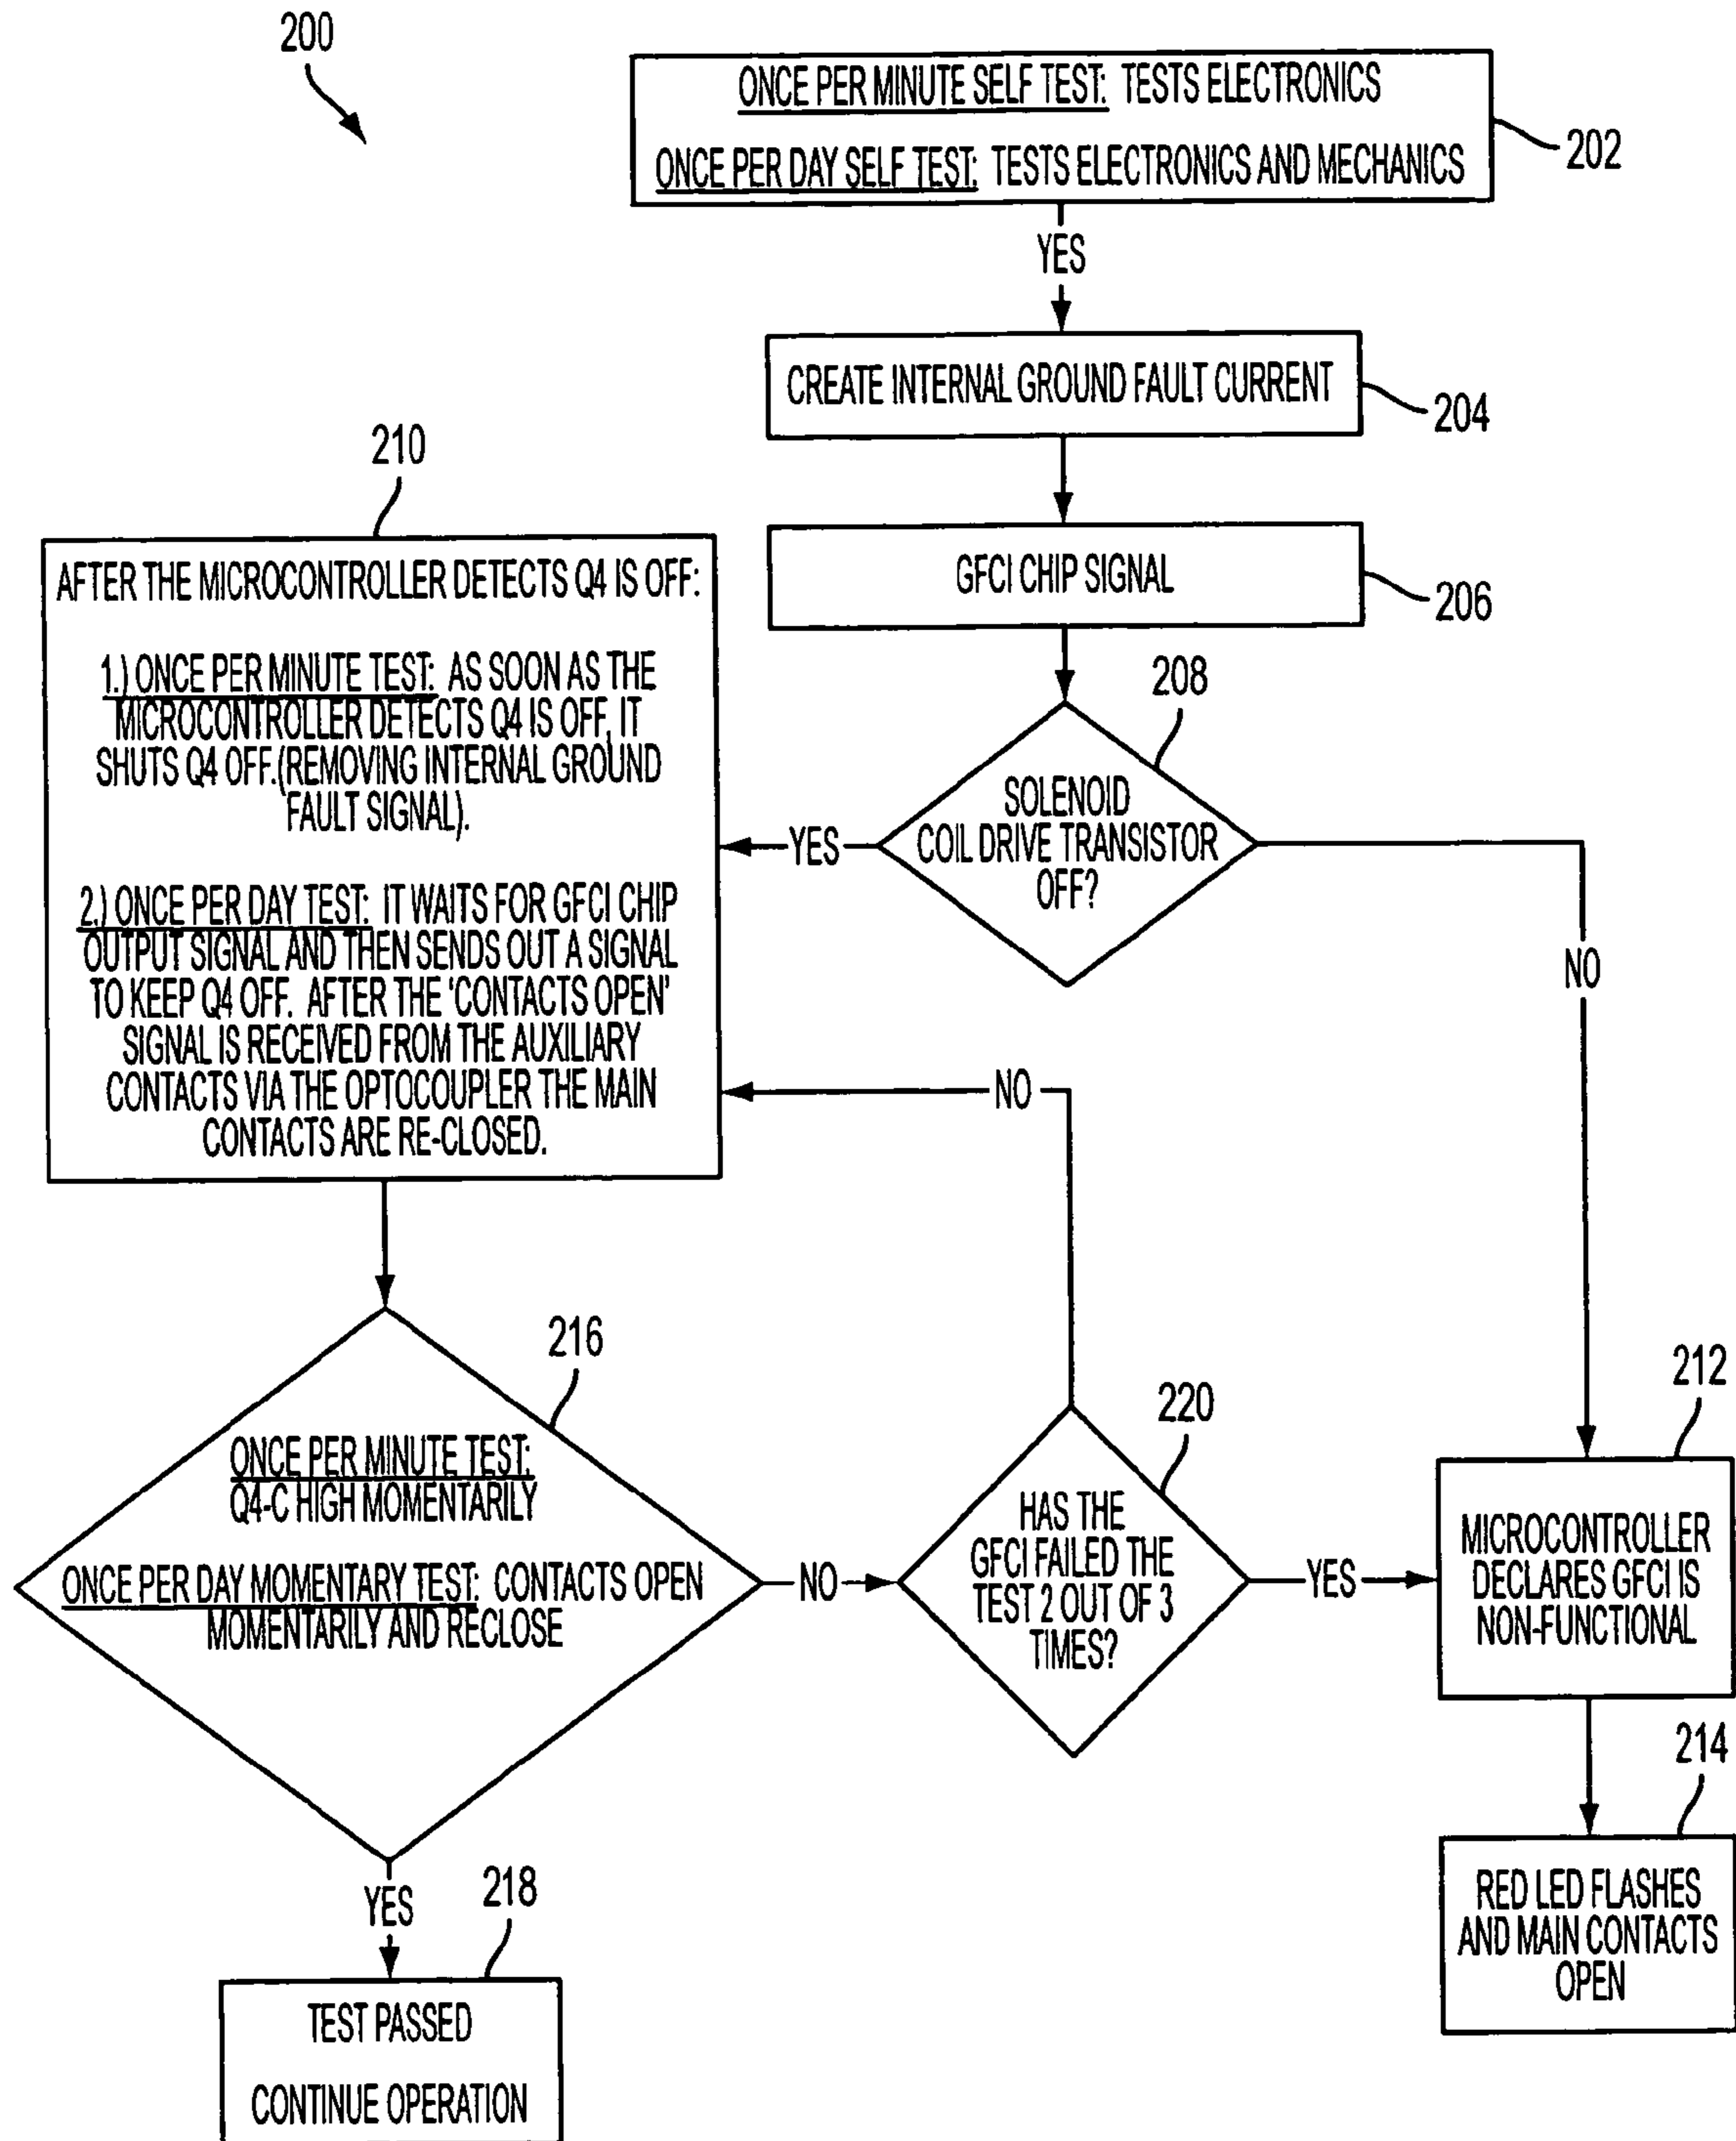 200
ONCE PER MINUTE SELF TEST: TESTS ELECTRONICS
ONCE PER DAY SELF TEST: TESTS ELECTRONICS AND MECHANICS
202
YES
CREATE INTERNAL GROUND FAULT CURRENT
204
GFCI CHIP SIGNAL
206
208
SOLENOID
COIL DRIVE TRANSISTOR
OFF?
YES
NO
210
AFTER THE MICROCONTROLLER DETECTS Q4 IS OFF:
1.) ONCE PER MINUTE TEST: AS SOON AS THE
MICROCONTROLLER DETECTS Q4 IS OFF, IT
SHUTS Q4 OFF.(REMOVING INTERNAL GROUND
FAULT SIGNAL).
2.) ONCE PER DAY TEST: IT WAITS FOR GFCI CHIP
OUTPUT SIGNAL AND THEN SENDS OUT A SIGNAL
TO KEEP Q4 OFF. AFTER THE 'CONTACTS OPEN'
SIGNAL IS RECEIVED FROM THE AUXILIARY
CONTACTS VIA THE OPTOCOUPLER THE MAIN
CONTACTS ARE RE-CLOSED.
NO
216
ONCE PER MINUTE TEST:
Q4-C HIGH MOMENTARILY
ONCE PER DAY MOMENTARY TEST: CONTACTS OPEN
MOMENTARILY AND RECLOSE
NO
220
HAS THE
GFCI FAILED THE
TEST 2 OUT OF 3
TIMES?
YES
212
MICROCONTROLLER
DECLARES GFCI IS
NON-FUNCTIONAL
214
RED LED FLASHES
AND MAIN CONTACTS
OPEN
YES
218
TEST PASSED
CONTINUE OPERATION